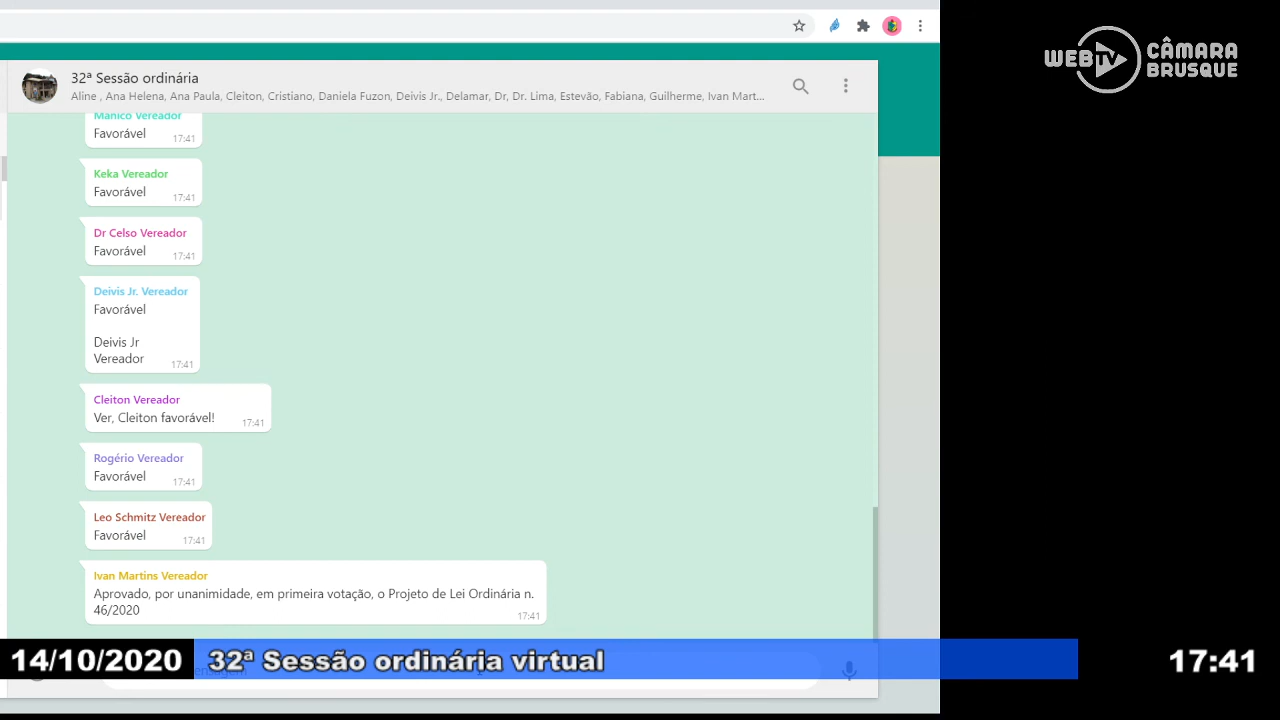 WEBTV CÂMARA BRUSQUE
32ª Sessão ordinária
Aline , Ana Helena, Ana Paula, Cleiton, Cristiano, Daniela Fuzon, Deivis Jr., Delamar, Dr, Dr. Lima, Estevão, Fabiana, Guilherme, Ivan Mart...
Manico Vereador
Favorável
17:41
Keka Vereador
Favorável
17:41
Dr Celso Vereador
Favorável
17:41
Deivis Jr. Vereador
Favorável
Deivis Jr
Vereador
17:41
Cleiton Vereador
Ver, Cleiton favorável!
17:41
Rogério Vereador
Favorável
17:41
Leo Schmitz Vereador
Favorável
17:41
Ivan Martins Vereador
Aprovado, por unanimidade, em primeira votação, o Projeto de Lei Ordinária n.
46/2020
17:41
14/10/2020
32ª Sessão ordinária virtual
17:41